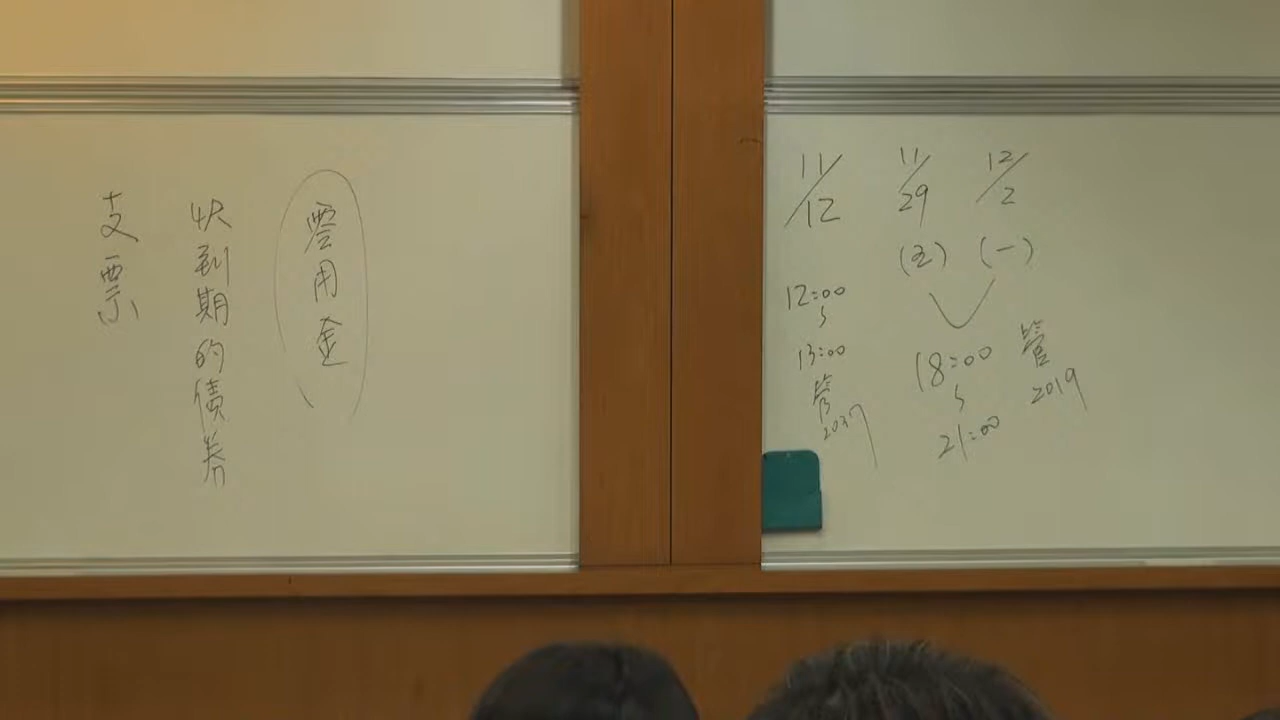 零用金
快到期的債券
支票
11/12
12:00
~
13:00
管
2037
11/29
(五)
12/2
(一)
18:00
~
21:00
管
2019